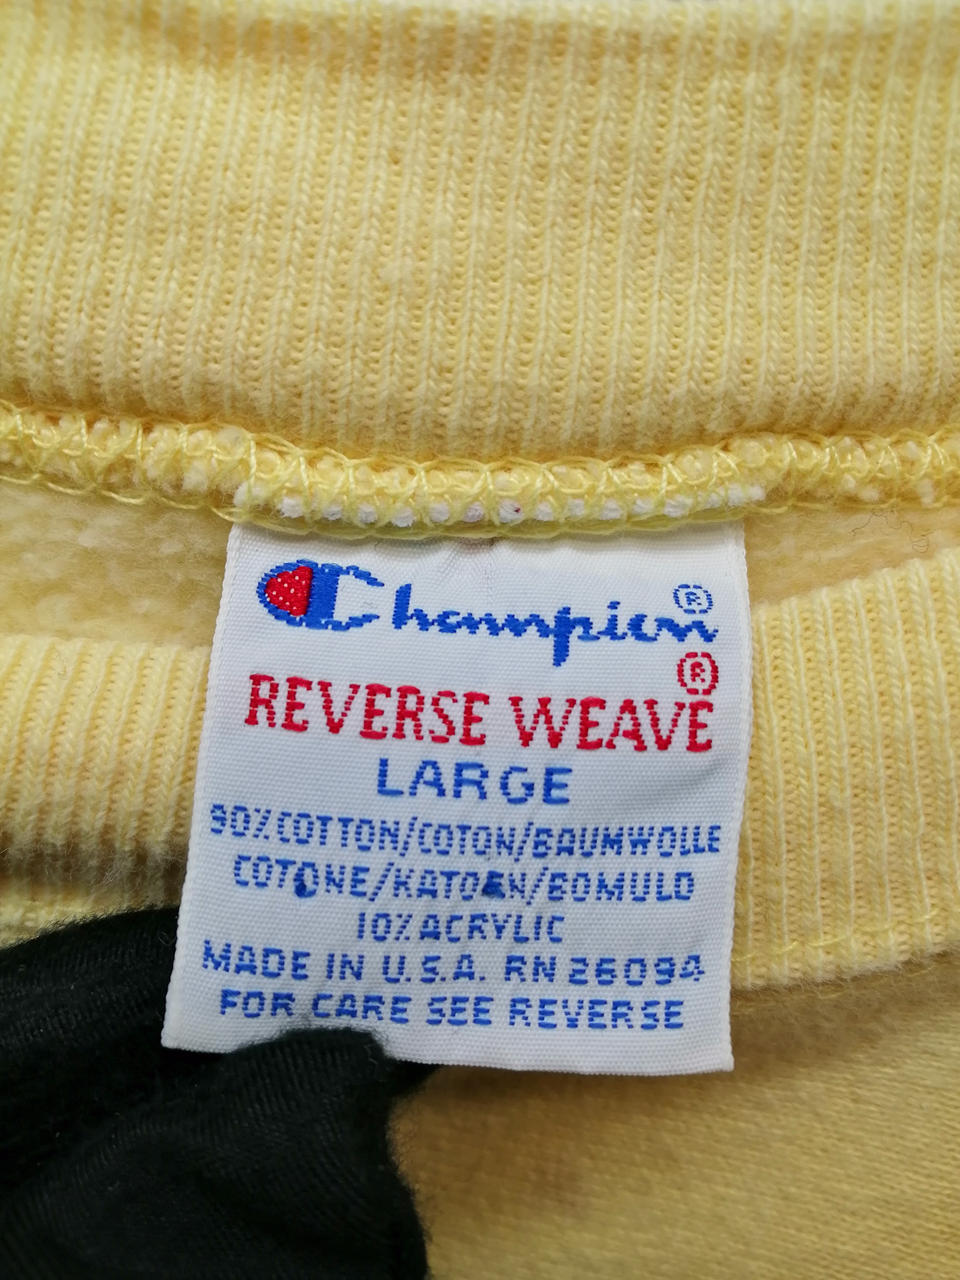 Champion®
REVERSE WEAVE®
LARGE
90% COTTON/COTON/BAUMWOLLE
COTONE/KATOEN/BOMULD
10% ACRYLIC
MADE IN U.S.A. RN 26094
FOR CARE SEE REVERSE